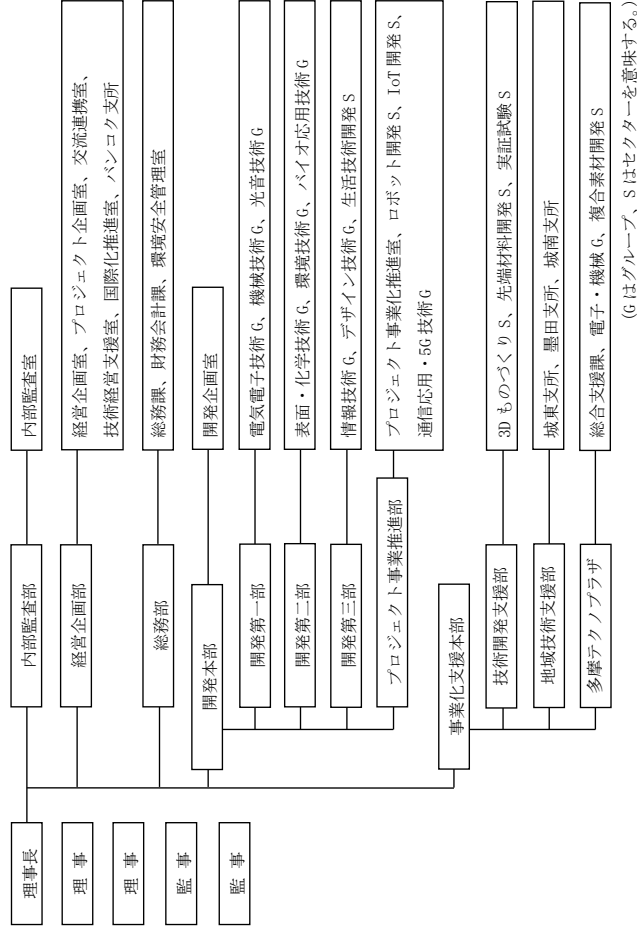 理事長
理 事
理 事
監 事
監 事
内部監査部
内部監査室
経営企画部
経営企画室、プロジェクト企画室、交流連携室、
技術経営支援室、国際化推進室、バンコク支所
総務部
総務課、財務会計課、環境安全管理室
開発本部
開発企画室
開発第一部
電気電子技術G、機械技術G、光音技術G
開発第二部
表面・化学技術G、環境技術G、バイオ応用技術G
開発第三部
情報技術G、デザイン技術G、生活技術開発S
プロジェクト事業推進部
プロジェクト事業化推進室、ロボット開発S、IoT開発S、
通信応用・5G技術G
事業化支援本部
技術開発支援部
3Dものづくり S、先端材料開発S、実証試験S
地域技術支援部
城東支所、墨田支所、城南支所
多摩テクノプラザ
総合支援課、電子・機械G、複合素材開発S
(Gはグループ、Sはセクターを意味する。)